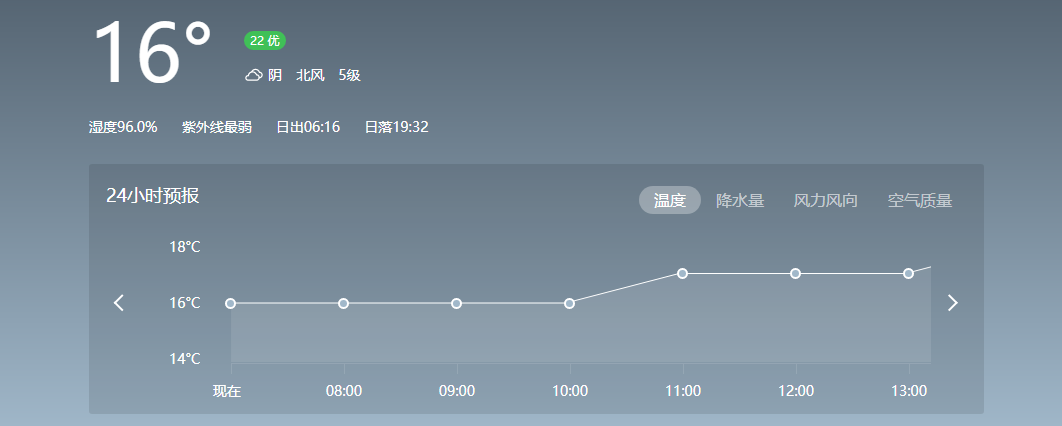 16°
22 优
阴 北风 5级
湿度96.0% 紫外线最弱 日出06:16 日落19:32
24小时预报
温度 降水量 风力风向 空气质量
18°C
16°C
14°C
现在 08:00 09:00 10:00 11:00 12:00 13:00